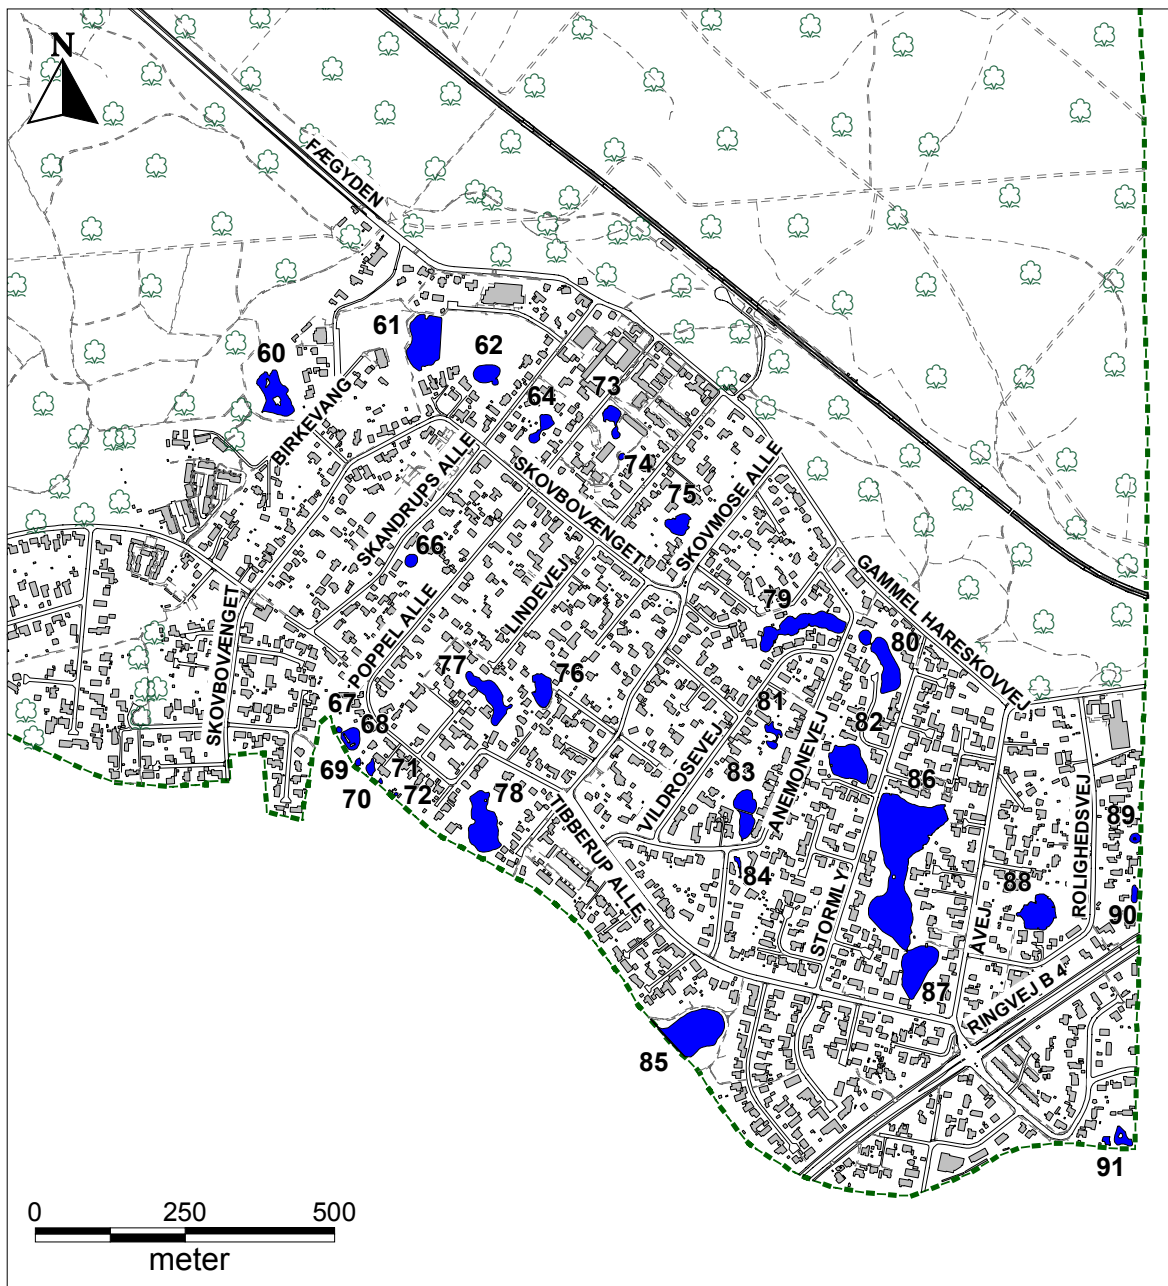 N
FÆGYDEN
61
62
60
64
73
BIRKEVANG
SKANDRUPS ALLE
74
SKOVBOVÆNGET
75
SKOVMOSE ALLE
66
GAMMEL HARESKOVVEJ
LINDEVEJ
POPPEL ALLE
SKOVBOVÆNGET
79
80
77
76
67
68
81
82
69
71
70
72
78
83
VILDROSEVEJ
ANEMONEVEJ
86
TIBBERUP ALLE
ROLIGHEDSVEJ
89
84
88
90
STORMLY
ÅVEJ
87
RINGVEJ B 4
85
91
0 250 500
meter